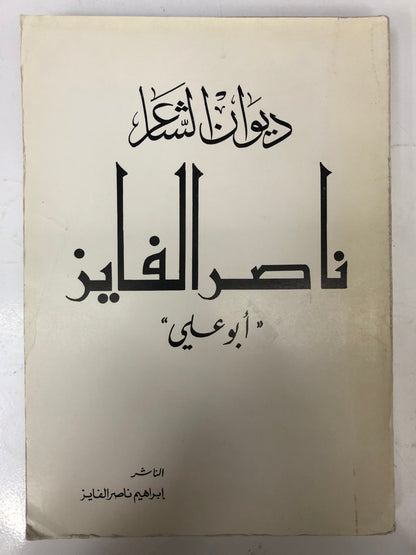 ديوان الشاعر
ناصر الفايز
"أبو علي"
الناشر
إبراهيم ناصر الفايز